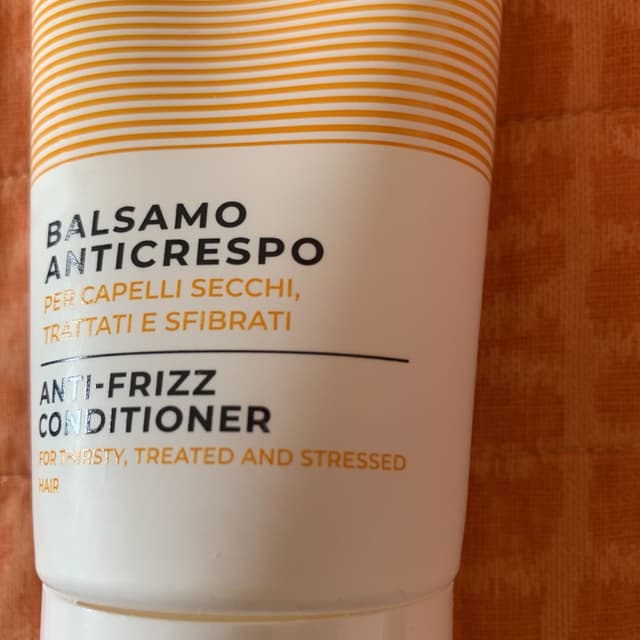 BALSAMO
ANTICRESPO
PER CAPELLI SECCHI,
TRATTATI E SFIBRATI
ANTI-FRIZZ
CONDITIONER
FOR THIRSTY, TREATED AND STRESSED
HAIR